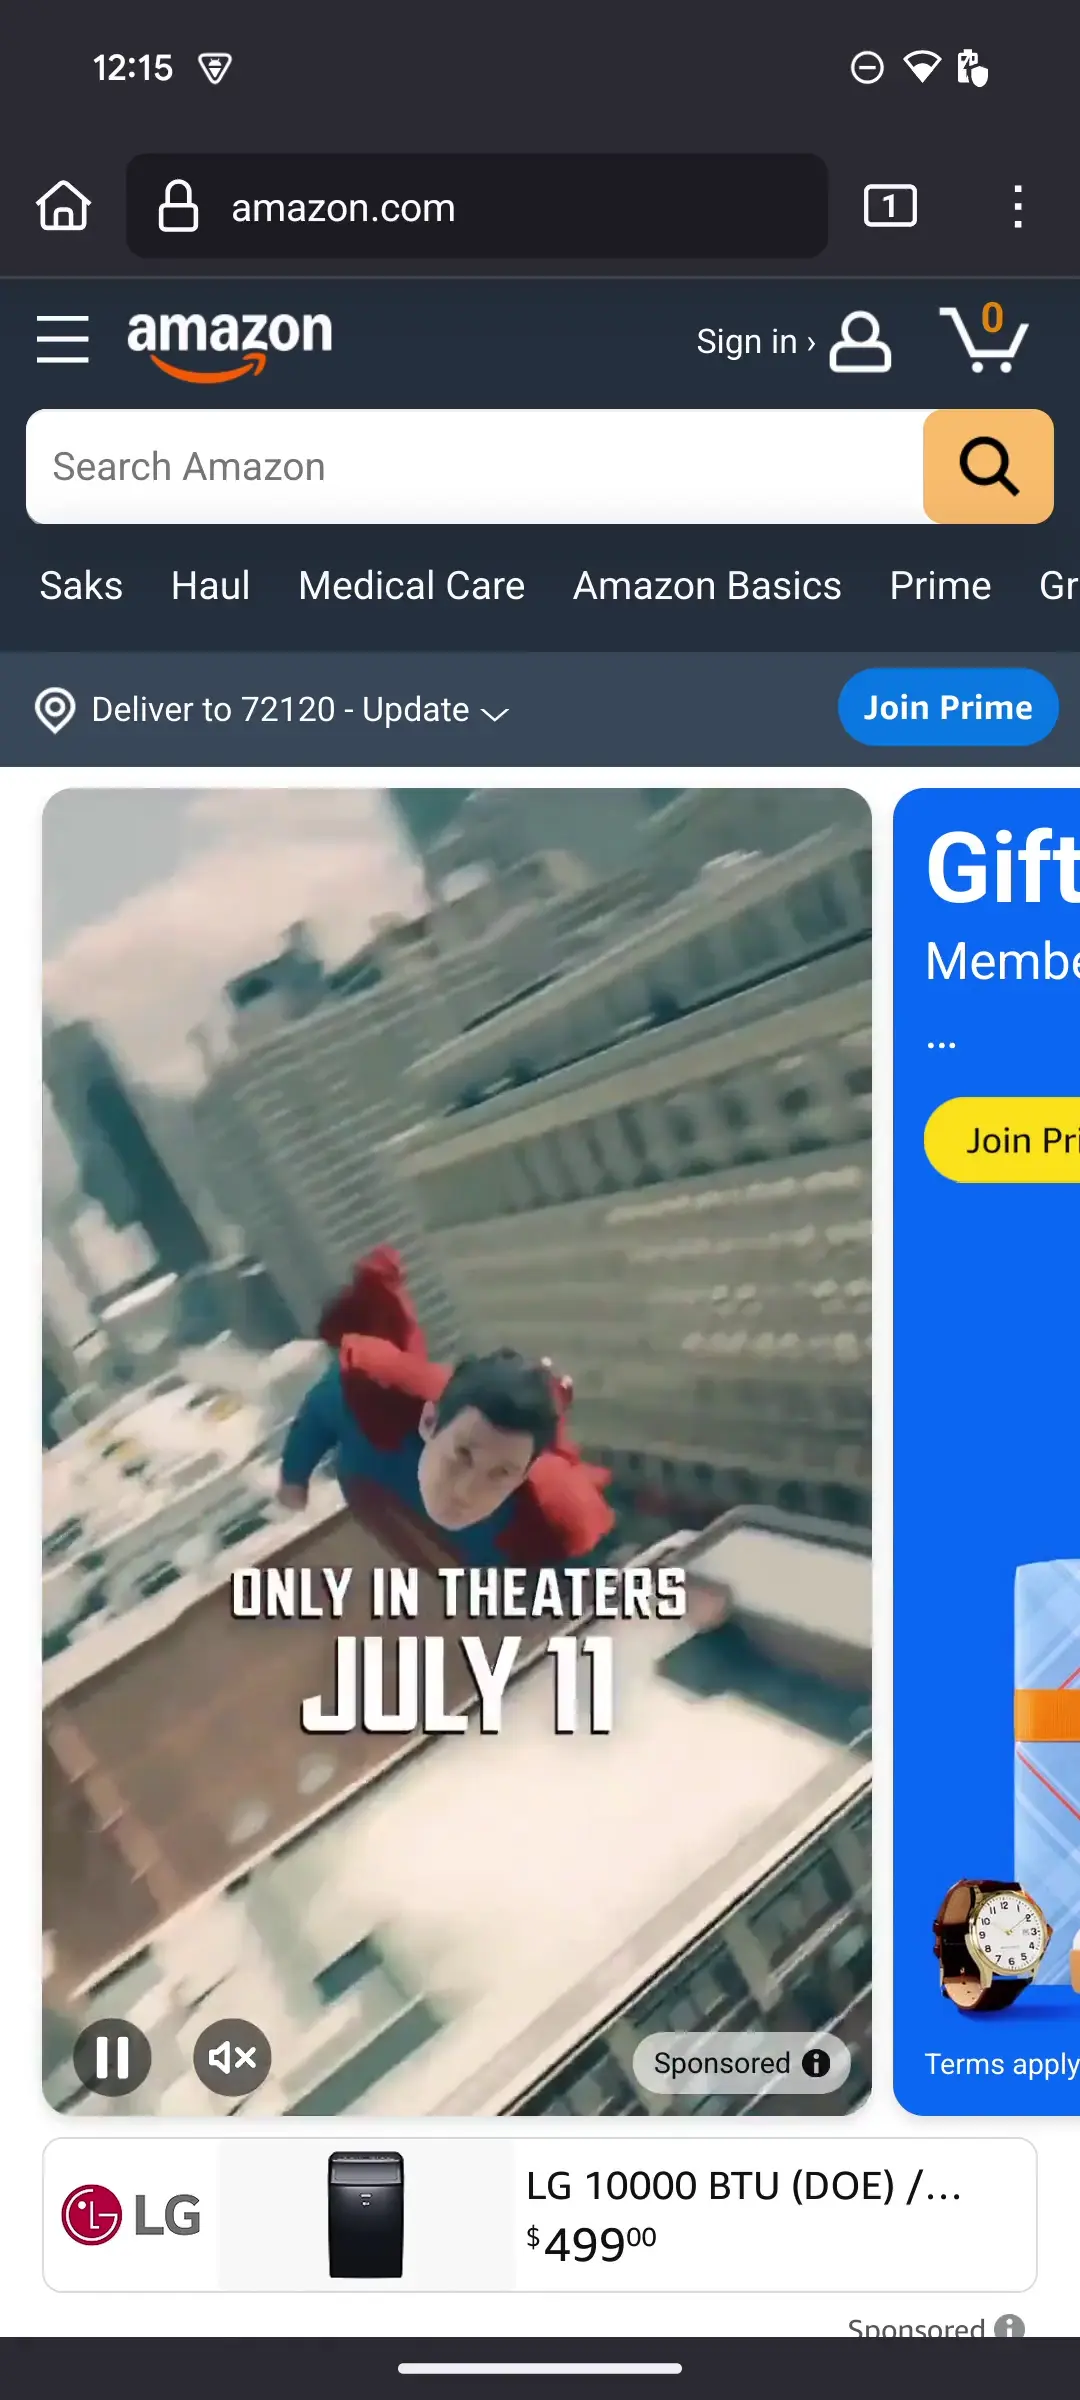 12:15
amazon.com
1
amazon
Sign in ›
0
Search Amazon
Saks Haul Medical Care Amazon Basics Prime Gr
Deliver to 72120 - Update
Join Prime
ONLY IN THEATERS
JULY 11
Sponsored
Gift
Membe
...
Join Pri
Terms apply
LG
LG 10000 BTU (DOE) /...
$49900
Sponsored